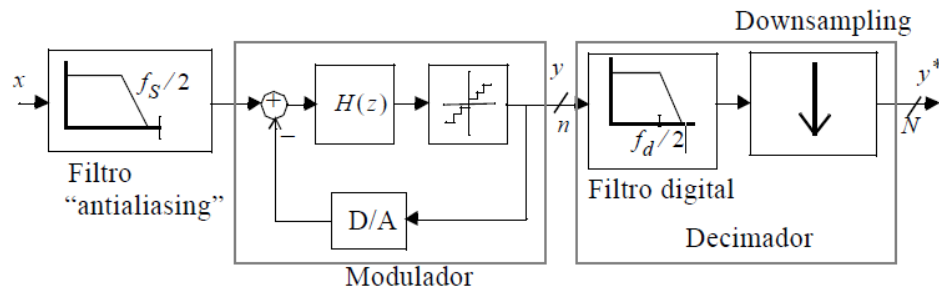 Downsampling
x
f_S/2
+
−
H(z)
y
n
f_d/2
y*
N
Filtro
“antialiasing”
D/A
Filtro digital
Decimador
Modulador